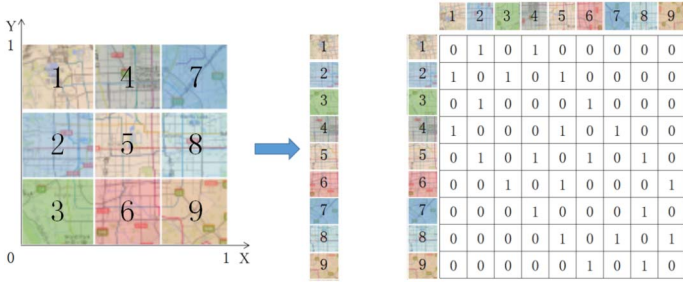 Y
1
1 4 7
2 5 8
3 6 9
0 1 X
1
2
3
4
5
6
7
8
9
1 2 3 4 5 6 7 8 9
1 0 1 0 1 0 0 0 0 0
2 1 0 1 0 1 0 0 0 0
3 0 1 0 0 0 1 0 0 0
4 1 0 0 0 1 0 1 0 0
5 0 1 0 1 0 1 0 1 0
6 0 0 1 0 1 0 0 0 1
7 0 0 0 1 0 0 0 1 0
8 0 0 0 0 1 0 1 0 1
9 0 0 0 0 0 1 0 1 0